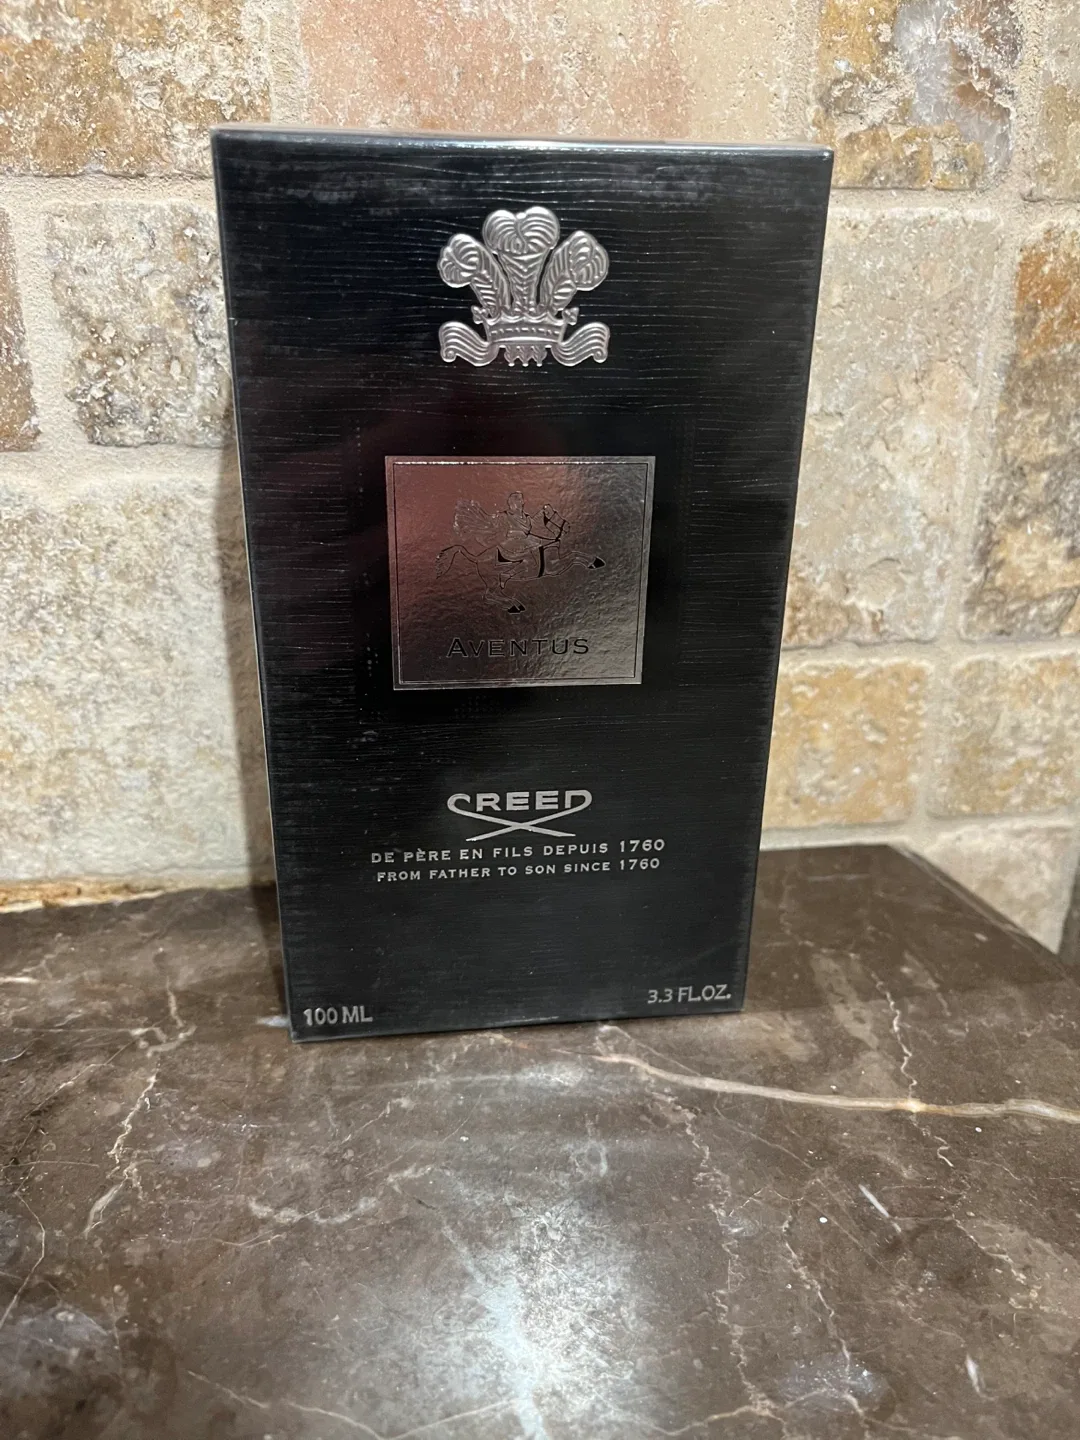 AVENTUS
CREED
DE PÈRE EN FILS DEPUIS 1760
FROM FATHER TO SON SINCE 1760
100 ML
3.3 FL.OZ.